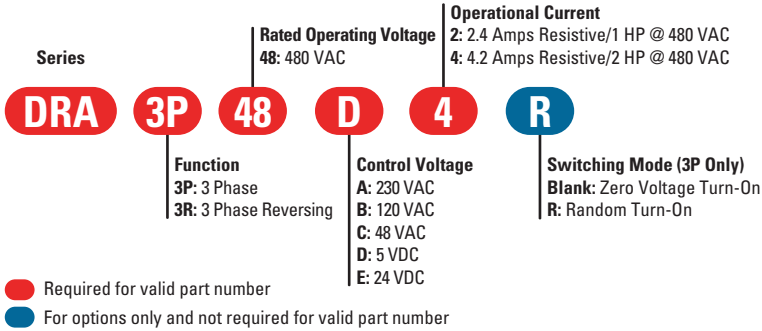 Series
Rated Operating Voltage
48: 480 VAC
Operational Current
2: 2.4 Amps Resistive/1 HP @ 480 VAC
4: 4.2 Amps Resistive/2 HP @ 480 VAC
DRA 3P 48 D 4 R
Function
3P: 3 Phase
3R: 3 Phase Reversing
Control Voltage
A: 230 VAC
B: 120 VAC
C: 48 VAC
D: 5 VDC
E: 24 VDC
Switching Mode (3P Only)
Blank: Zero Voltage Turn-On
R: Random Turn-On
Required for valid part number
For options only and not required for valid part number